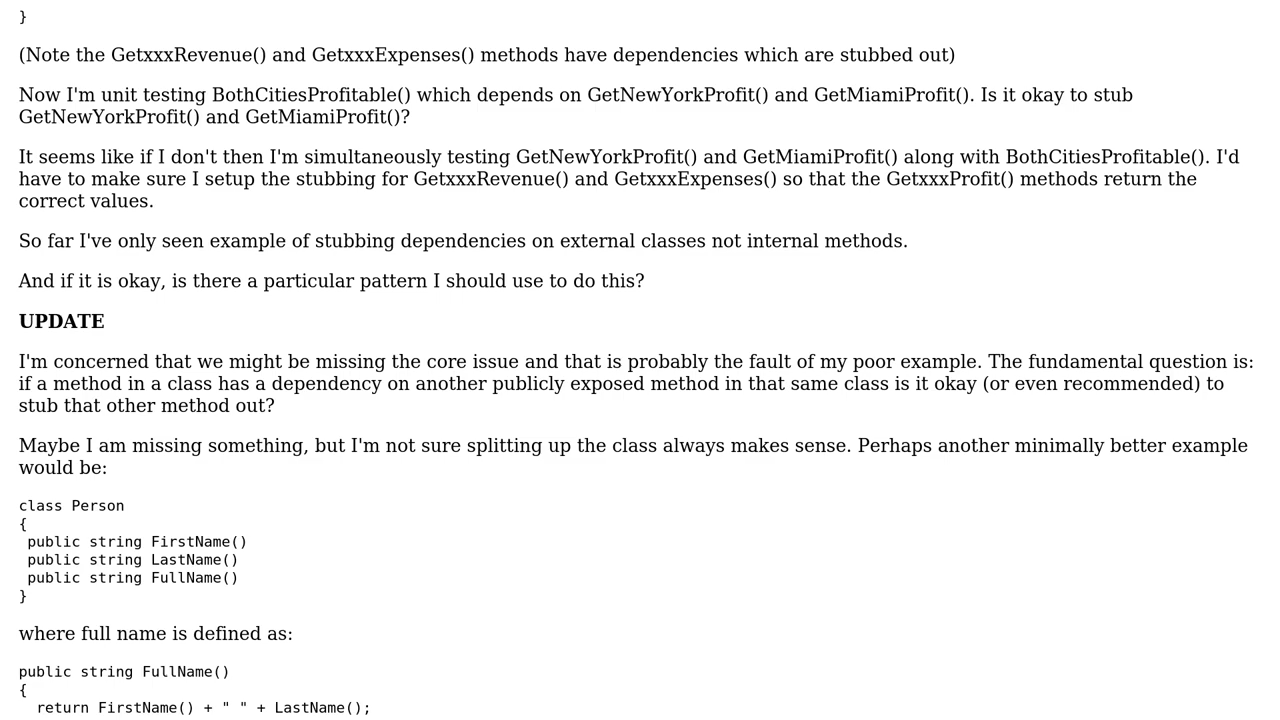 }
(Note the GetxxxRevenue() and GetxxxExpenses() methods have dependencies which are stubbed out)
Now I'm unit testing BothCitiesProfitable() which depends on GetNewYorkProfit() and GetMiamiProfit(). Is it okay to stub
GetNewYorkProfit() and GetMiamiProfit()?
It seems like if I don't then I'm simultaneously testing GetNewYorkProfit() and GetMiamiProfit() along with BothCitiesProfitable(). I'd
have to make sure I setup the stubbing for GetxxxRevenue() and GetxxxExpenses() so that the GetxxxProfit() methods return the
correct values.
So far I've only seen example of stubbing dependencies on external classes not internal methods.
And if it is okay, is there a particular pattern I should use to do this?
UPDATE
I'm concerned that we might be missing the core issue and that is probably the fault of my poor example. The fundamental question is:
if a method in a class has a dependency on another publicly exposed method in that same class is it okay (or even recommended) to
stub that other method out?
Maybe I am missing something, but I'm not sure splitting up the class always makes sense. Perhaps another minimally better example
would be:
class Person
{
 public string FirstName()
 public string LastName()
 public string FullName()
}
where full name is defined as:
public string FullName()
{
  return FirstName() + " " + LastName();